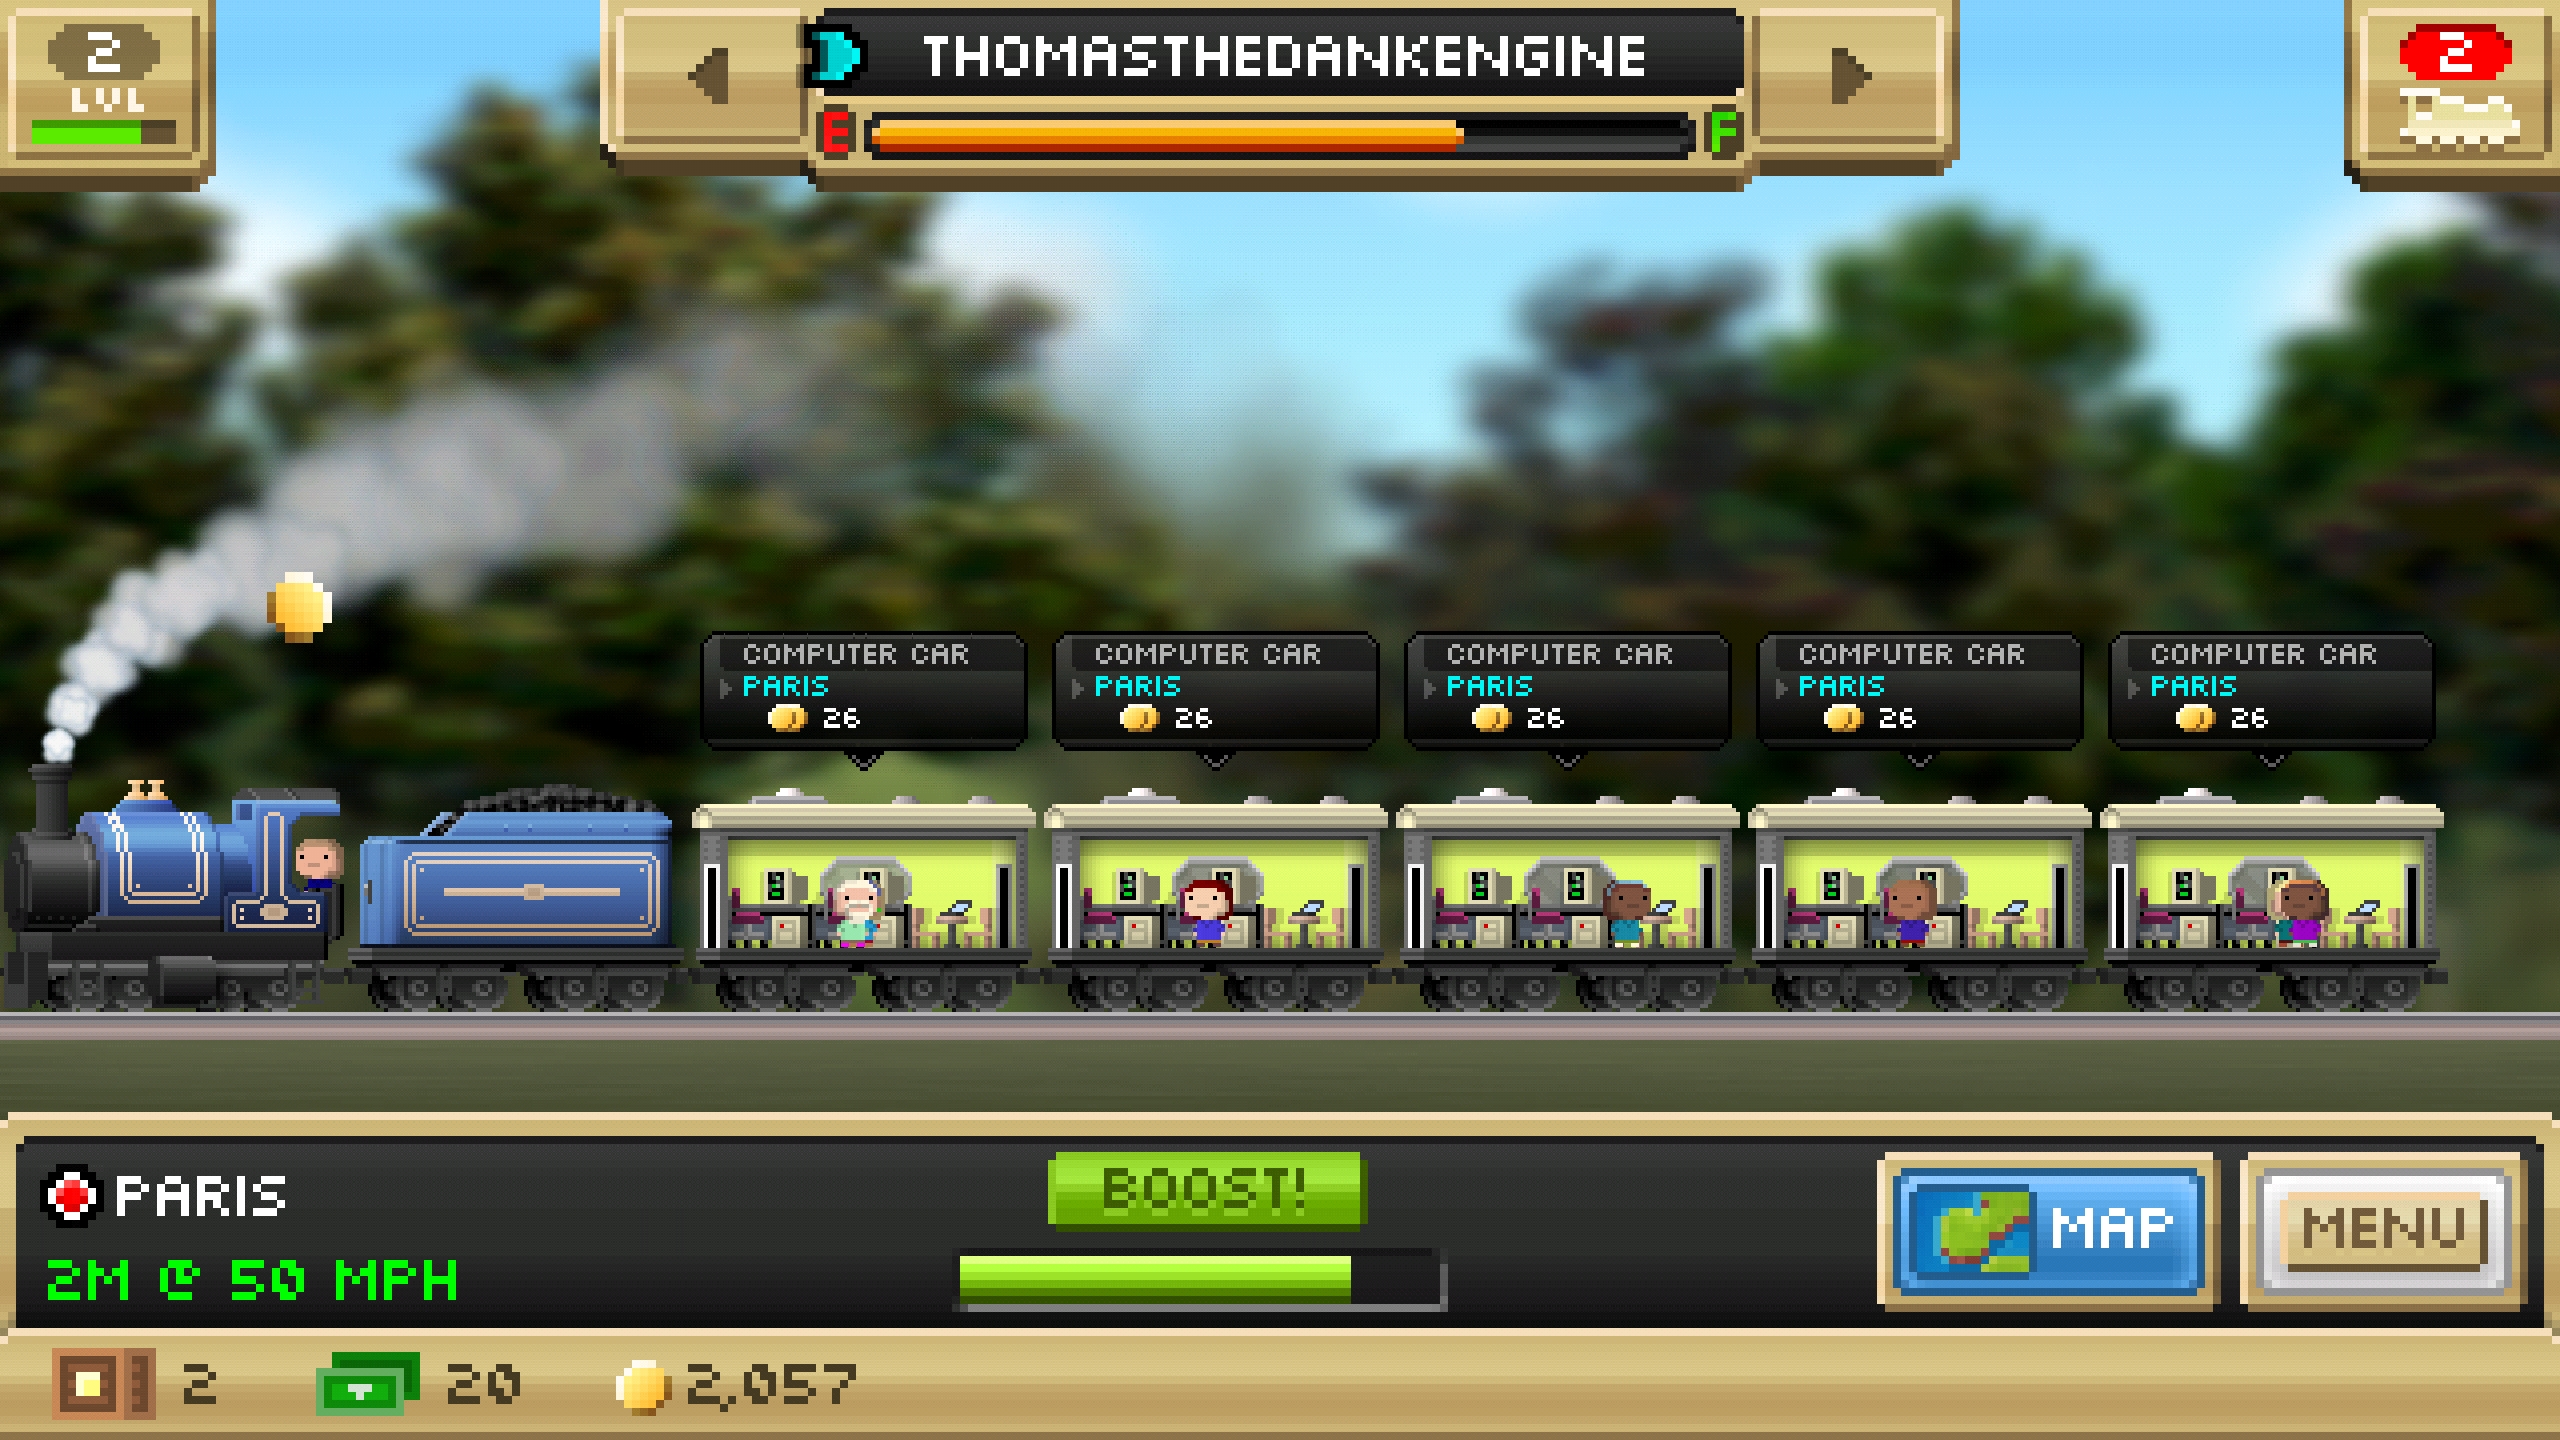 2
LVL
THOMASTHEDANKENGINE
E
F
2
COMPUTER CAR
PARIS
26
COMPUTER CAR
PARIS
26
COMPUTER CAR
PARIS
26
COMPUTER CAR
PARIS
26
COMPUTER CAR
PARIS
26
PARIS
2M @ 50 MPH
BOOST!
MAP
MENU
2
20
2,057